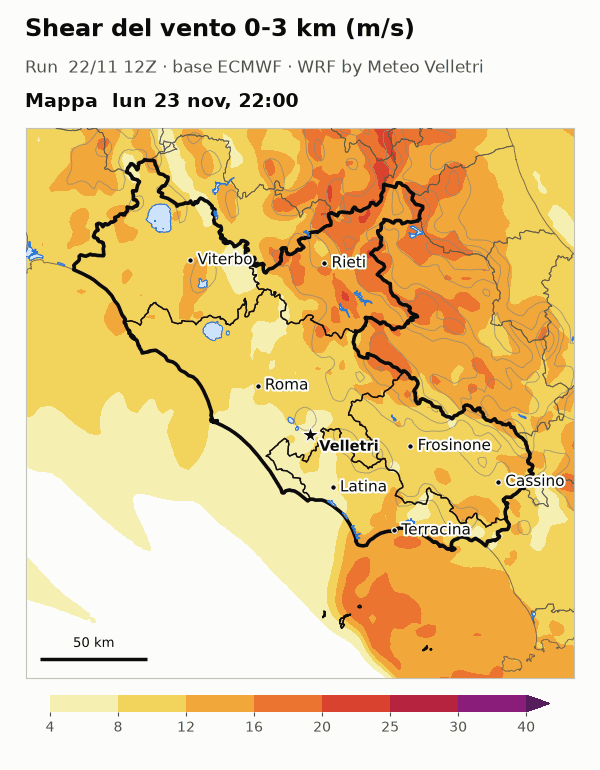 Shear del vento 0-3 km (m/s)
Run  22/11 12Z · base ECMWF · WRF by Meteo Velletri
Mappa  lun 23 nov, 22:00
Viterbo
Rieti
Roma
Velletri
Frosinone
Cassino
Latina
Terracina
50 km
4 8 12 16 20 25 30 40